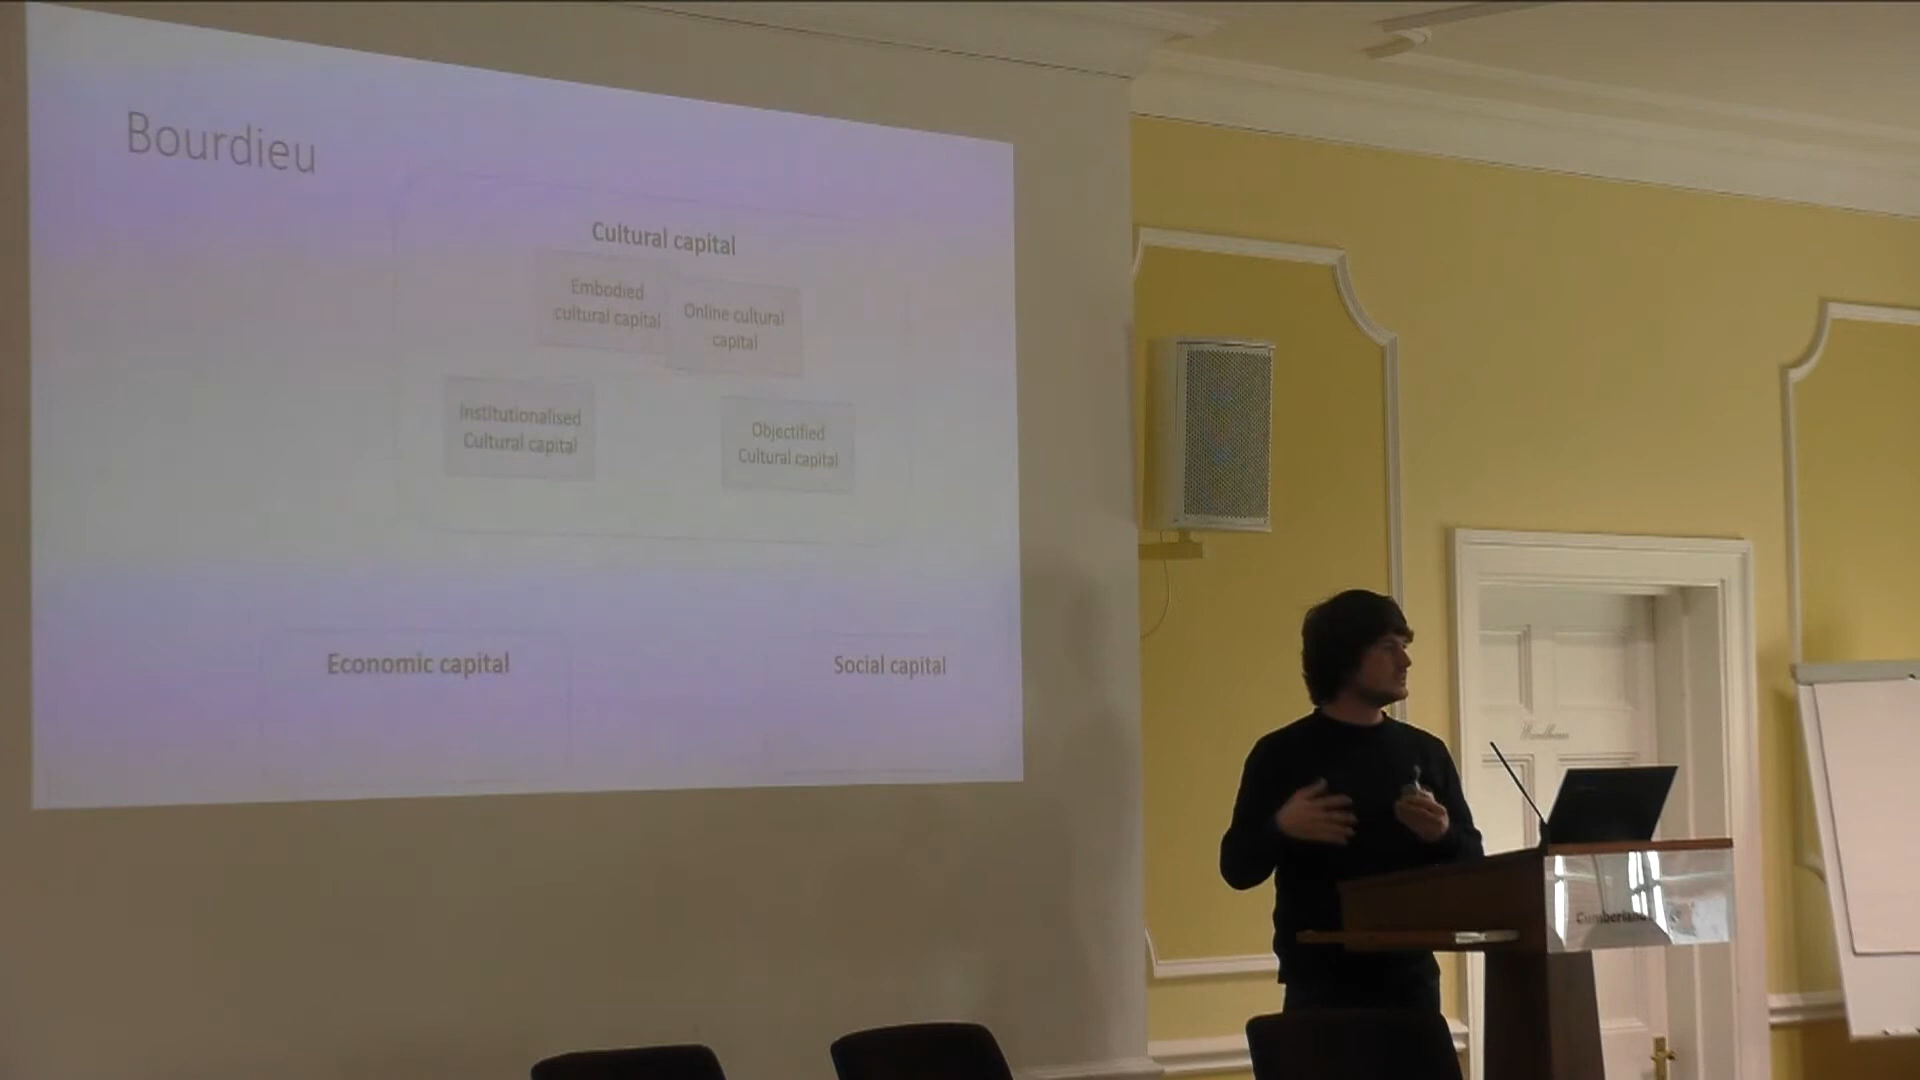 Bourdieu
Cultural capital
Embodied
cultural capital
Online cultural
capital
Institutionalised
Cultural capital
Objectified
Cultural capital
Economic capital
Social capital